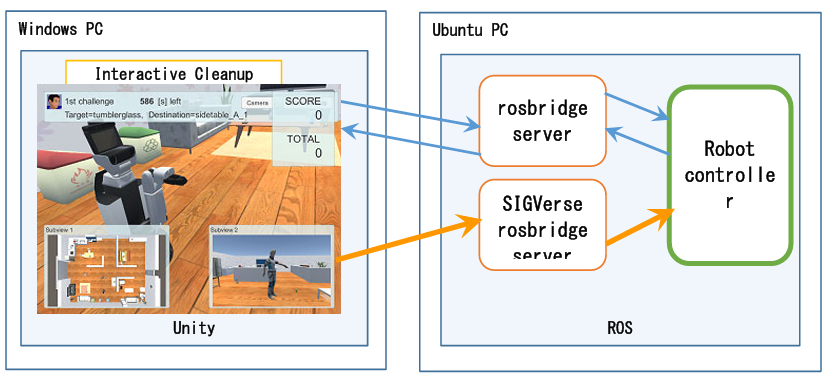 Windows PC
Interactive Cleanup
1st challenge 586 [s] left Camera
Target=tumblerglass, Destination=sidetable_A_1
SCORE
0
TOTAL
0
Subview 1
Subview 2
Unity
Ubuntu PC
rosbridge
server
SIGVerse
rosbridge
server
Robot
controlle
r
ROS